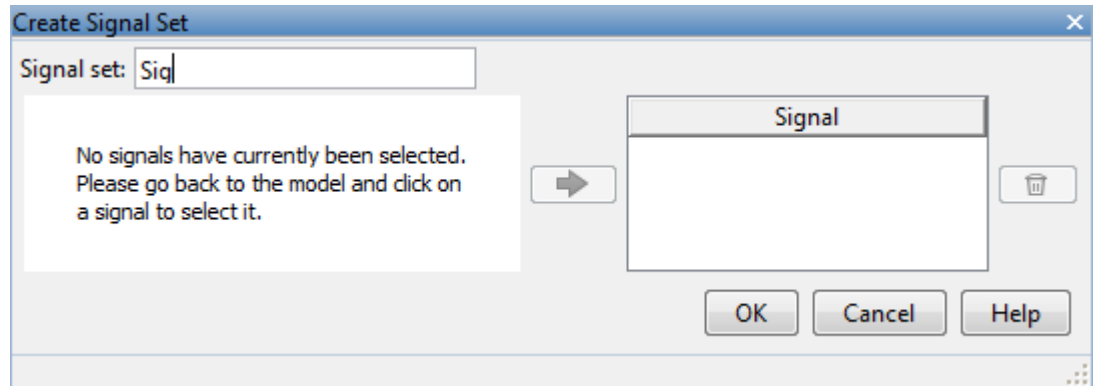 Create Signal Set
Signal set: Sig
No signals have currently been selected.
Please go back to the model and click on
a signal to select it.
Signal
OK Cancel Help